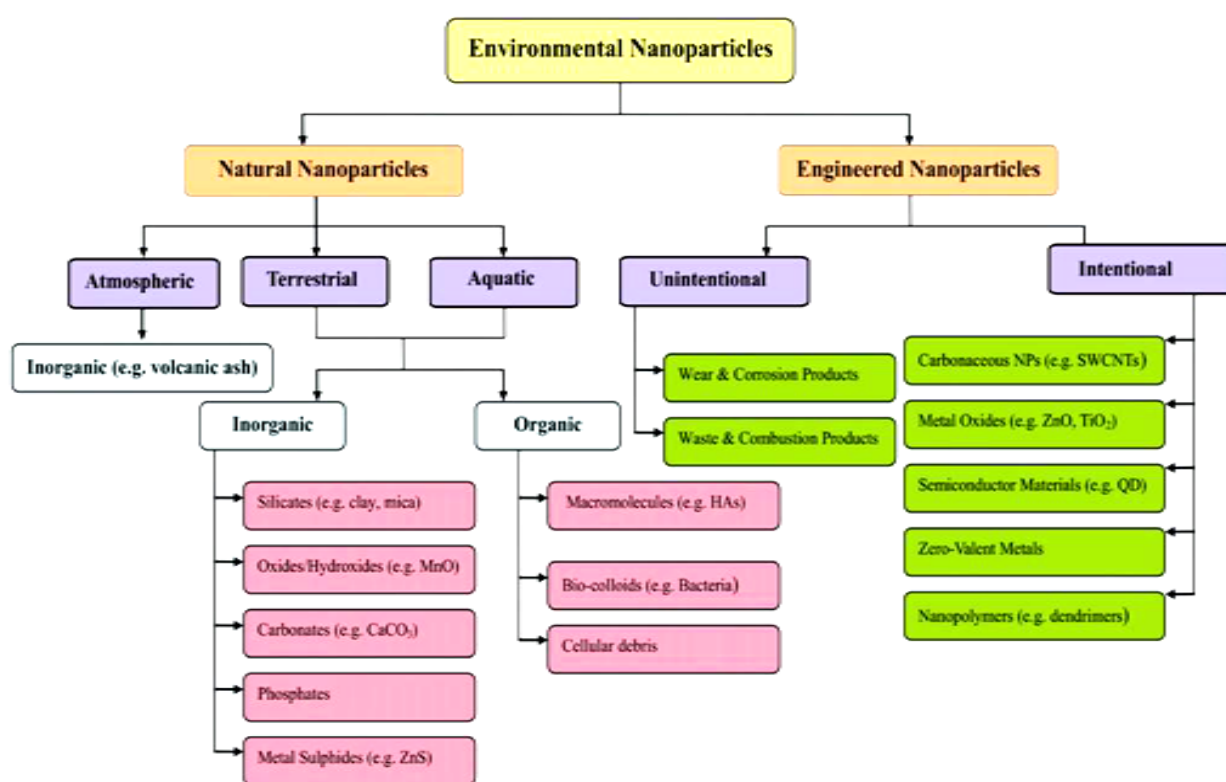 Environmental Nanoparticles
Natural Nanoparticles
Engineered Nanoparticles
Atmospheric
Terrestrial
Aquatic
Unintentional
Intentional
Inorganic (e.g. volcanic ash)
Inorganic
Organic
Silicates (e.g. clay, mica)
Oxides/Hydroxides (e.g. MnO)
Carbonates (e.g. CaCO₃)
Phosphates
Metal Sulphides (e.g. ZnS)
Macromolecules (e.g. HAs)
Bio-colloids (e.g. Bacteria)
Cellular debris
Wear & Corrosion Products
Waste & Combustion Products
Carbonaceous NPs (e.g. SWCNTs)
Metal Oxides (e.g. ZnO, TiO₂)
Semiconductor Materials (e.g. QD)
Zero-Valent Metals
Nanopolymers (e.g. dendrimers)